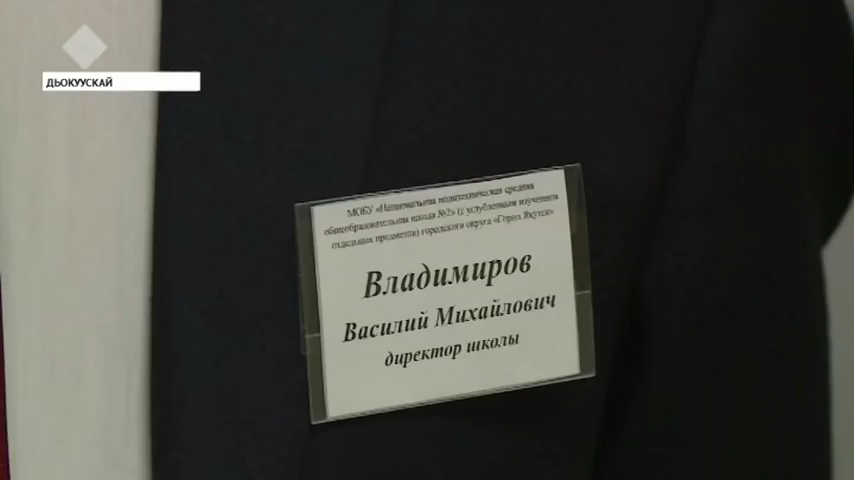 ДЬОКУУСКАЙ
МОБУ «Национальная политехническая средняя
общеобразовательная школа №2» (с углубленным изучением
отдельных предметов) городского округа «Город Якутск»
Владимиров
Василий Михайлович
директор школы